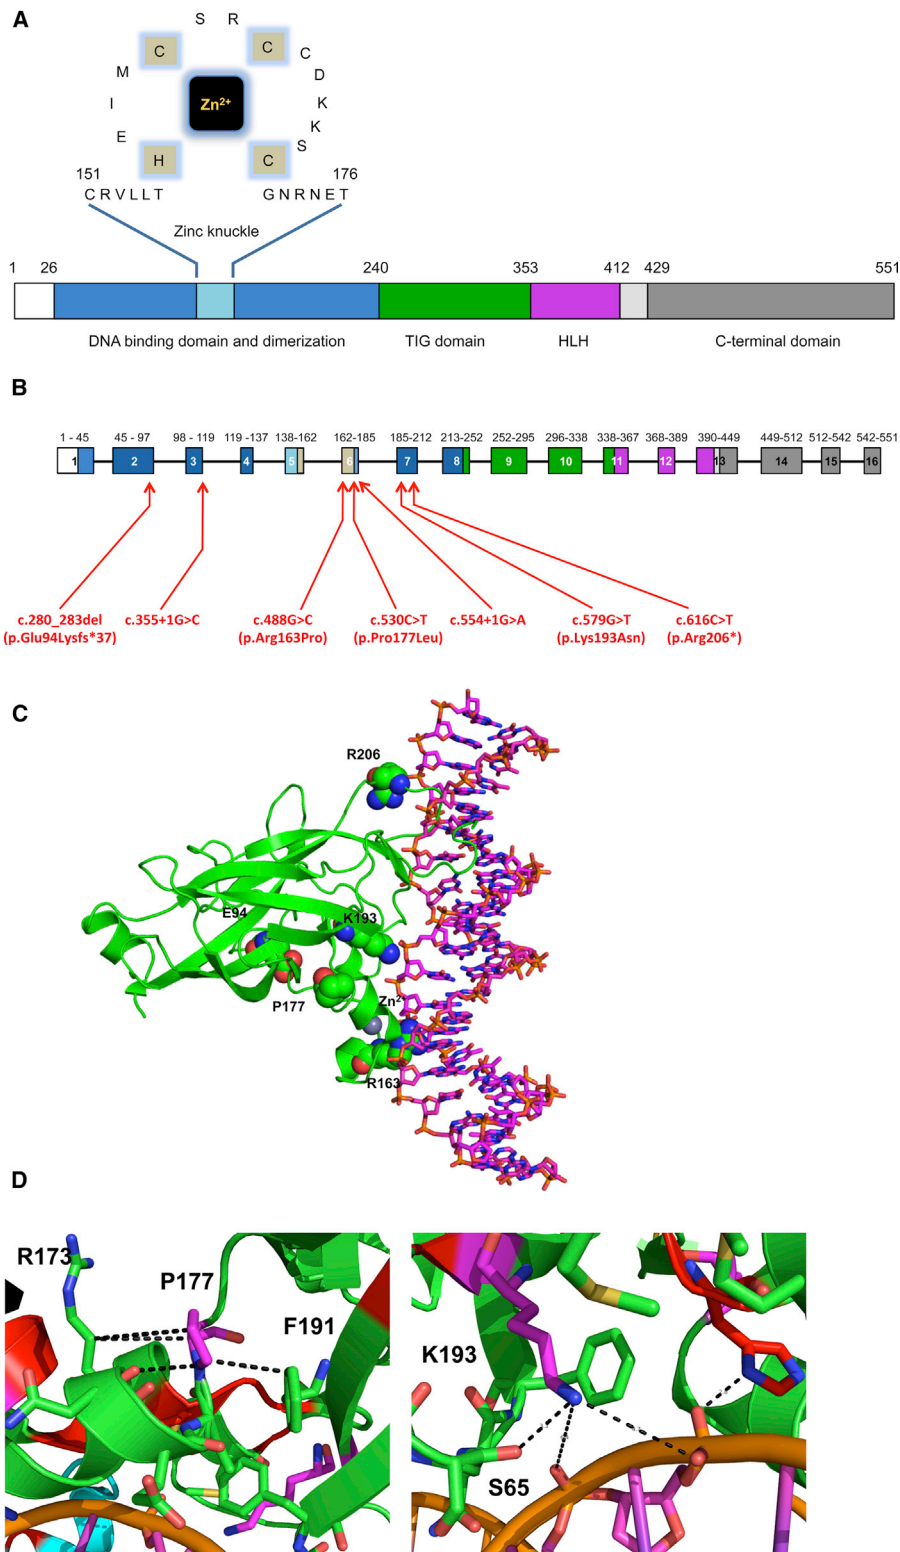 A
S R
C C
M C
D
I Zn2+ K
K
E S
H C
151 176
C R V L L T G N R N E T
Zinc knuckle
1 26 240 353 412 429 551
DNA binding domain and dimerization TIG domain HLH C-terminal domain
B
1 - 45 45 - 97 98 - 119 119 -137 138-162 162-185 185-212 213-252 252-295 296-338 338-367 368-389 390-449 449-512 512-542 542-551
1 2 3 4 5 6 7 8 9 10 11 12 13 14 15 16
c.280_283del c.355+1G>C c.488G>C c.530C>T c.554+1G>A c.579G>T c.616C>T
(p.Glu94Lysfs*37) (p.Arg163Pro) (p.Pro177Leu) (p.Lys193Asn) (p.Arg206*)
C
R206
E94 K193
P177 Zn2
R163
D
R173
P177
F191
K193
S65